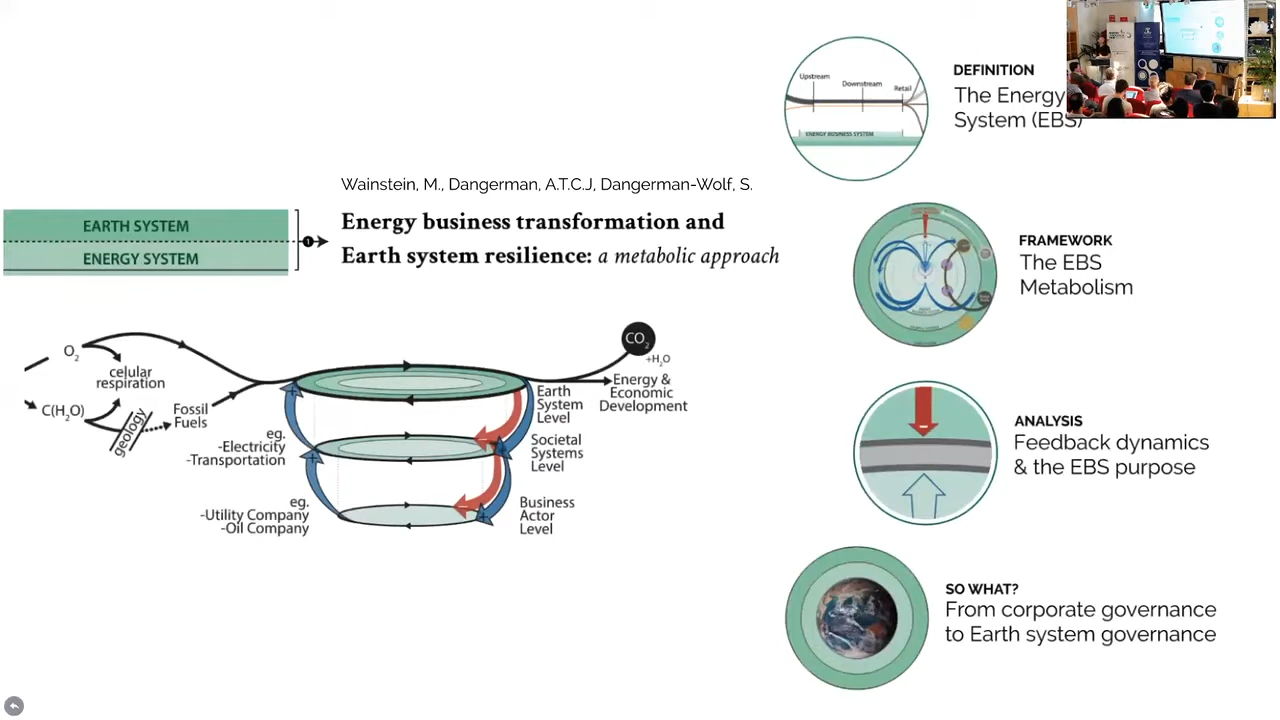 EARTH SYSTEM
ENERGY SYSTEM
1
Wainstein, M., Dangerman, A.T.C.J, Dangerman-Wolf, S.
Energy business transformation and
Earth system resilience: a metabolic approach
O2
celular
respiration
C(H2O)
geology
Fossil
Fuels
eg.
-Electricity
-Transportation
eg.
-Utility Company
-Oil Company
CO2
+H2O
Energy &
Economic
Development
Earth
System
Level
Societal
Systems
Level
Business
Actor
Level
Upstream
Downstream
Retail
ENERGY BUSINESS SYSTEM
DEFINITION
The Energy
System (EBS)
FRAMEWORK
The EBS
Metabolism
ANALYSIS
Feedback dynamics
& the EBS purpose
SO WHAT?
From corporate governance
to Earth system governance